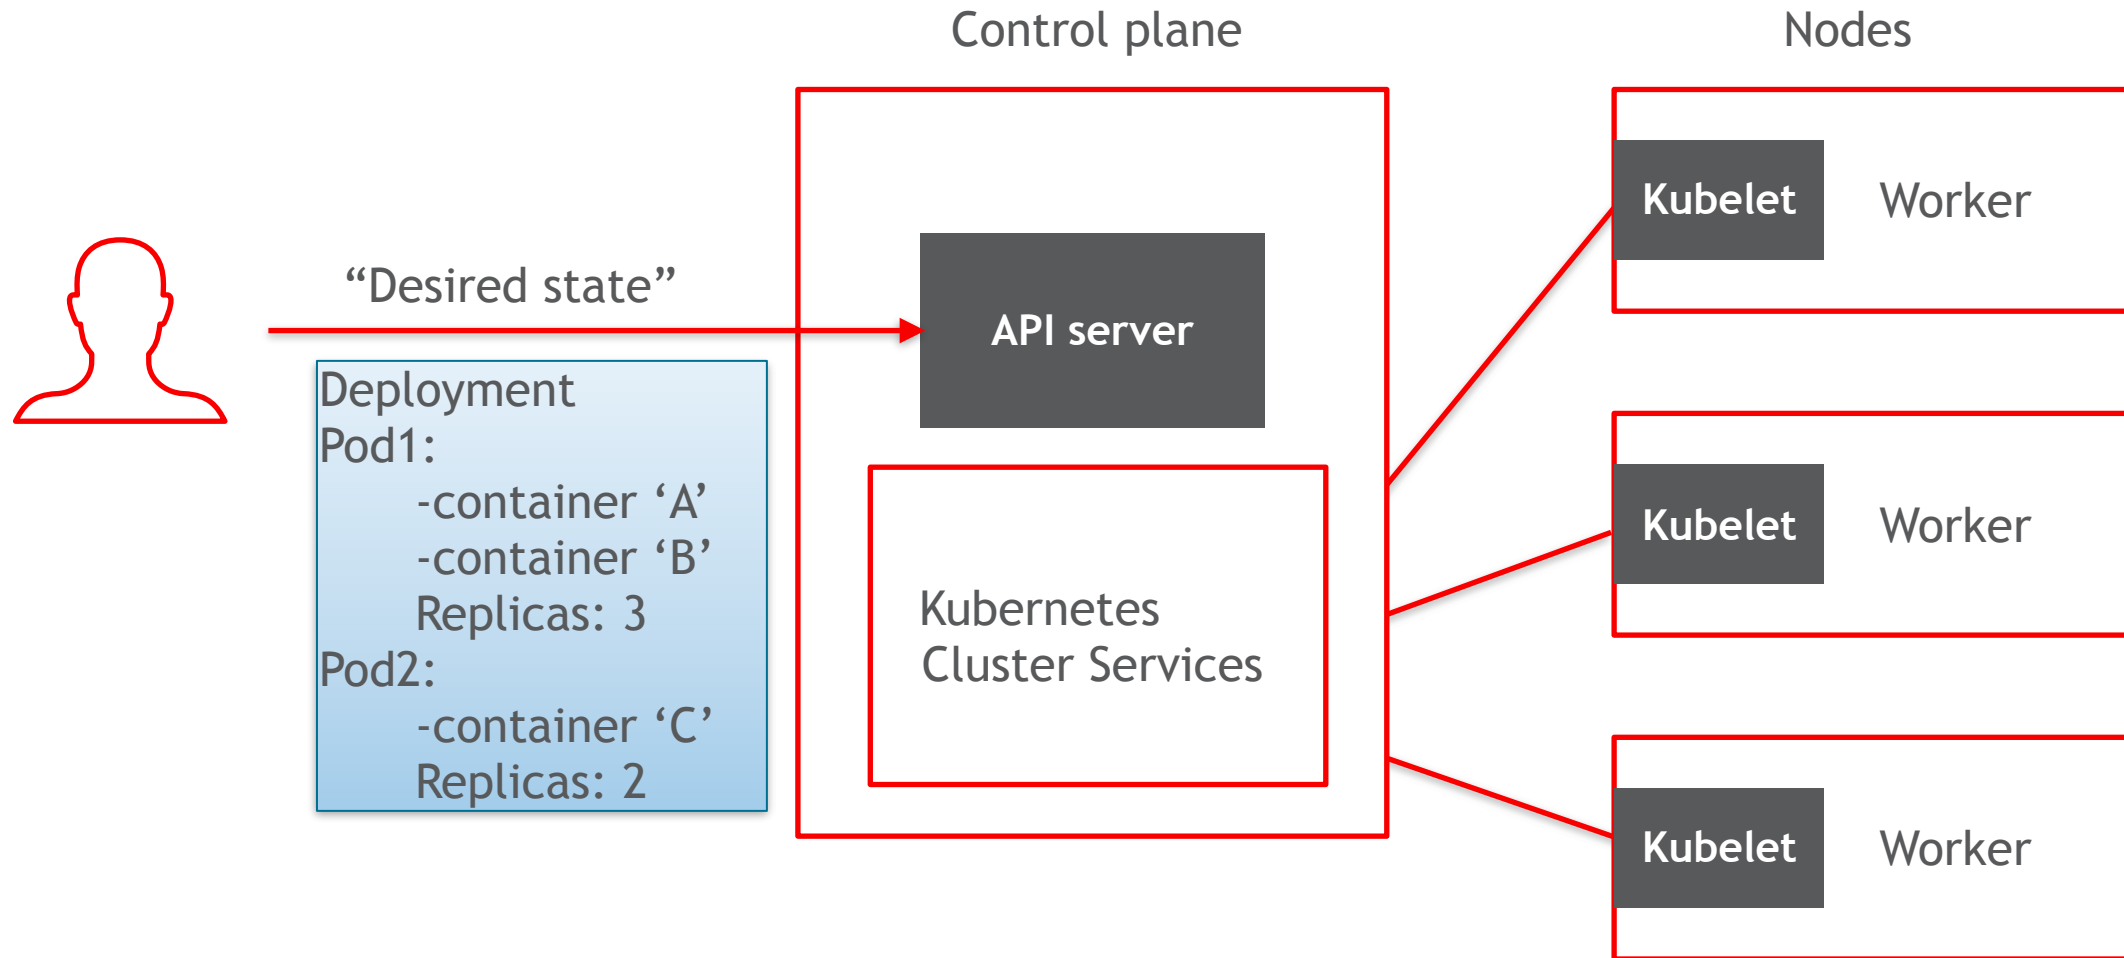 Control plane
Nodes
“Desired state”
Deployment
Pod1:
-container ‘A’
-container ‘B’
Replicas: 3
Pod2:
-container ‘C’
Replicas: 2
API server
Kubernetes
Cluster Services
Kubelet
Worker
Kubelet
Worker
Kubelet
Worker